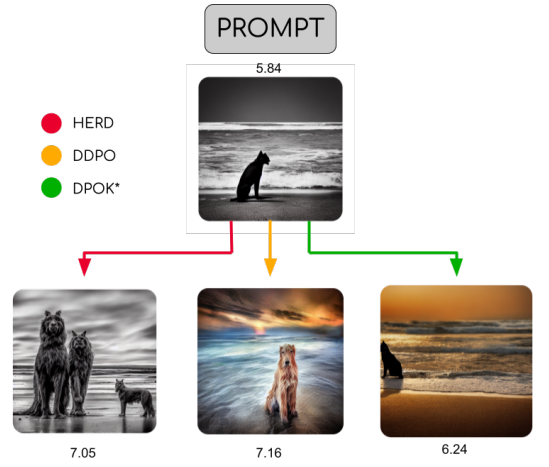 PROMPT
5.84
HERD
DDPO
DPOK*
7.05
7.16
6.24